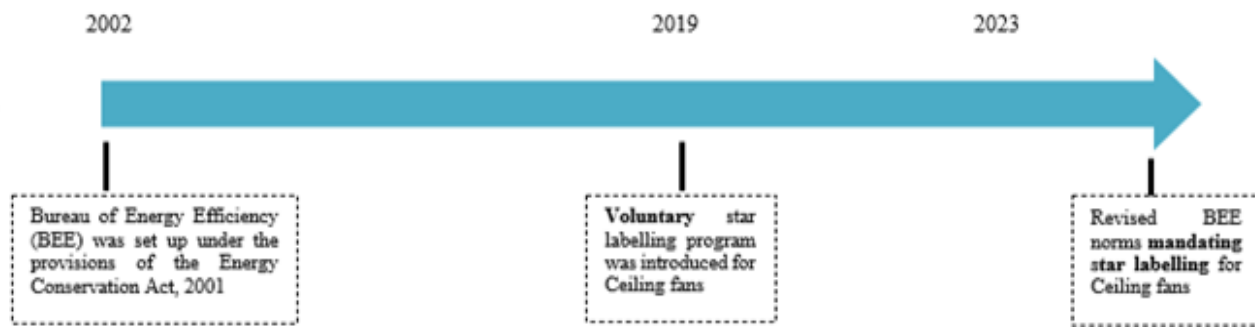 2002
2019
2023
Bureau of Energy Efficiency
(BEE) was set up under the
provisions of the Energy
Conservation Act, 2001
Voluntary star
labelling program
was introduced for
Ceiling fans
Revised BEE
norms mandating
star labelling for
Ceiling fans